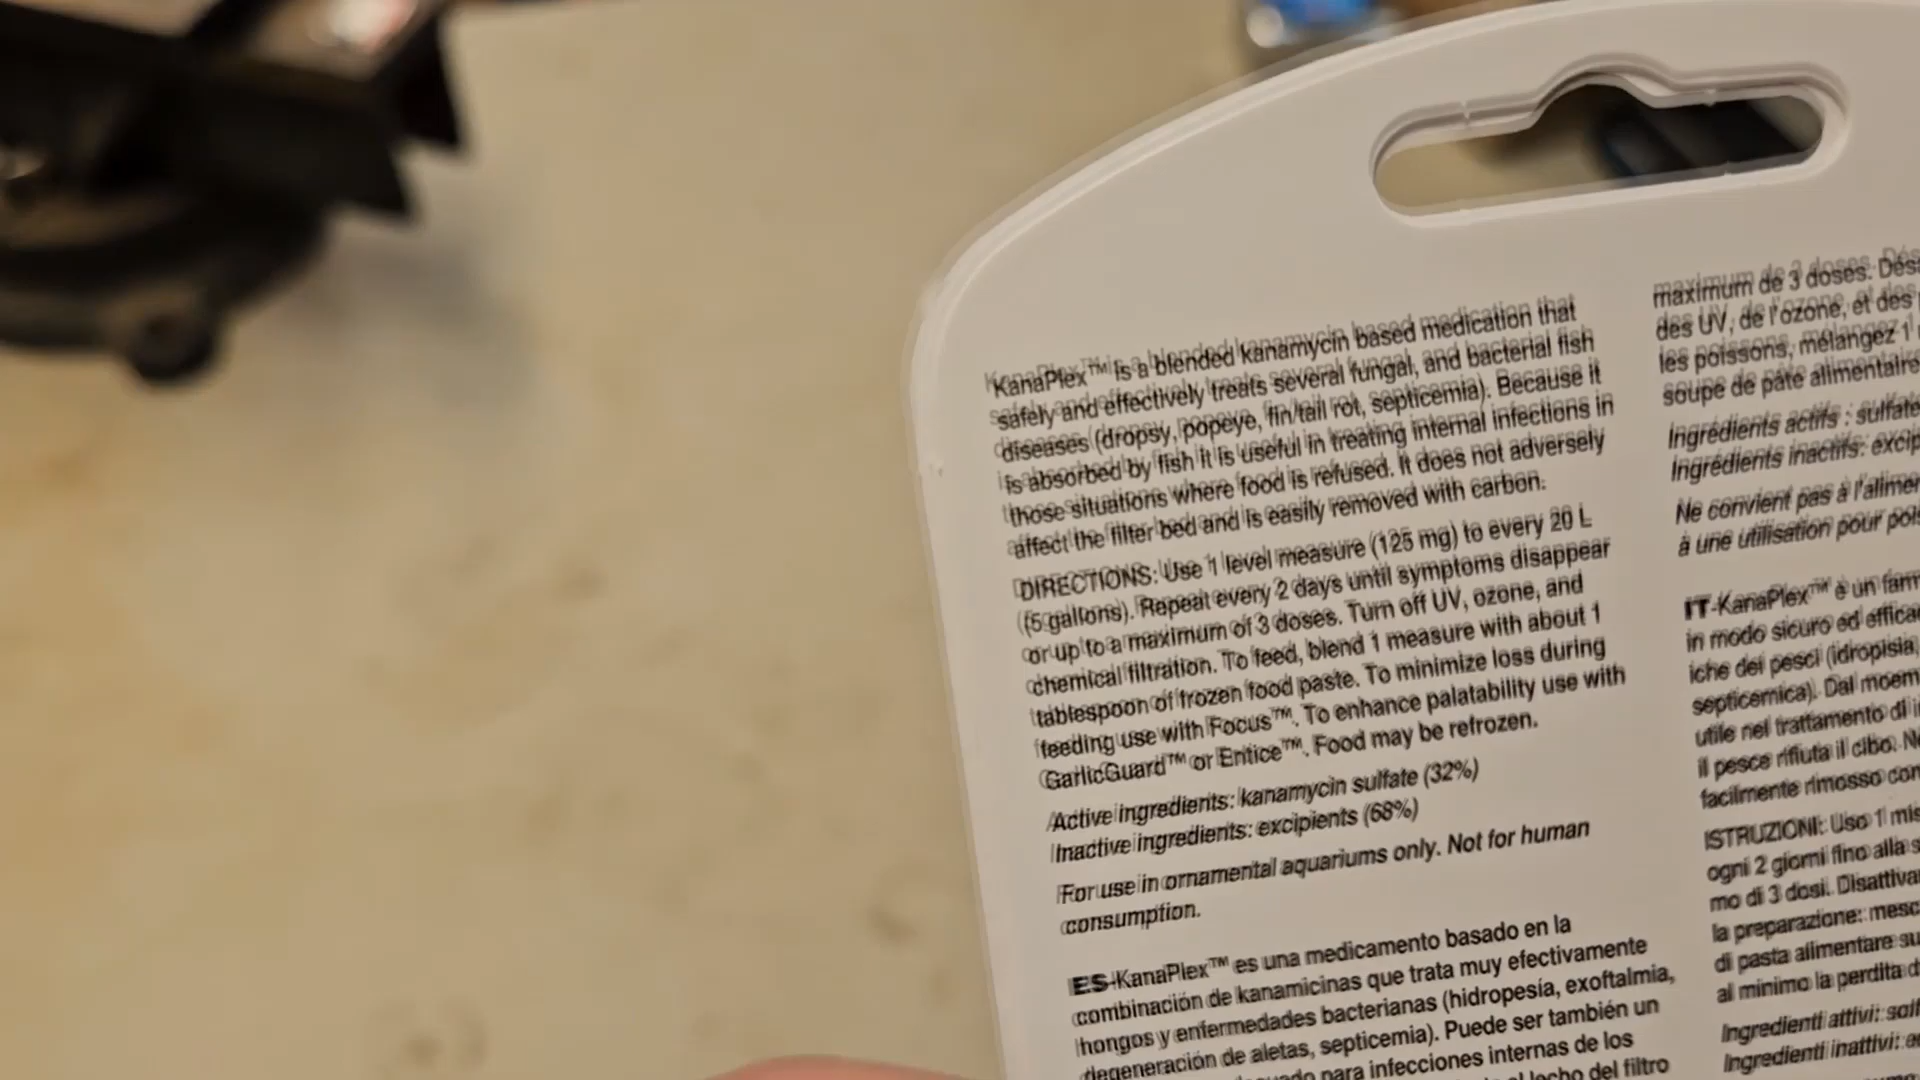 KanaPlex™ is a blended kanamycin based medication that
safely and effectively treats several fungal, and bacterial fish
diseases (dropsy, popeye, fin/tail rot, septicemia). Because it
is absorbed by fish it is useful in treating internal infections in
those situations where food is refused. It does not adversely
affect the filter bed and is easily removed with carbon.
DIRECTIONS: Use 1 level measure (125 mg) to every 20 L
(5 gallons). Repeat every 2 days until symptoms disappear
or up to a maximum of 3 doses. Turn off UV, ozone, and
chemical filtration. To feed, blend 1 measure with about 1
tablespoon of frozen food paste. To minimize loss during
feeding use with Focus™. To enhance palatability use with
GarlicGuard™ or Entice™. Food may be refrozen.
Active ingredients: kanamycin sulfate (32%)
Inactive ingredients: excipients (68%)
For use in ornamental aquariums only. Not for human
consumption.
ES-KanaPlex™ es una medicamento basado en la
combinación de kanamicinas que trata muy efectivamente
hongos y enfermedades bacterianas (hidropesía, exoftalmia,
degeneración de aletas, septicemia). Puede ser también un
para infecciones internas de los
lecho del filtro
maximum de 3 doses.
des UV, de l'ozone, et des
les poissons, mélangez 1
soupe de pâte alimentaire
Ingrédients actifs : sulfate
Ingrédients inactifs:
Ne convient pas à
à une utilisation pour
IT-KanaPlex™ è un
in modo sicuro ed
iche dei pesci (idropisia,
septicemica). Dal
utile nel trattamento di
il pesce rifiuta il cibo.
facilmente rimosso con
ISTRUZIONI: Uso 1
ogni 2 giorni fino alla
mo di 3 dosi.
la preparazione:
di pasta alimentare
al minimo la perdita
Ingredienti attivi:
Ingredienti inattivi: